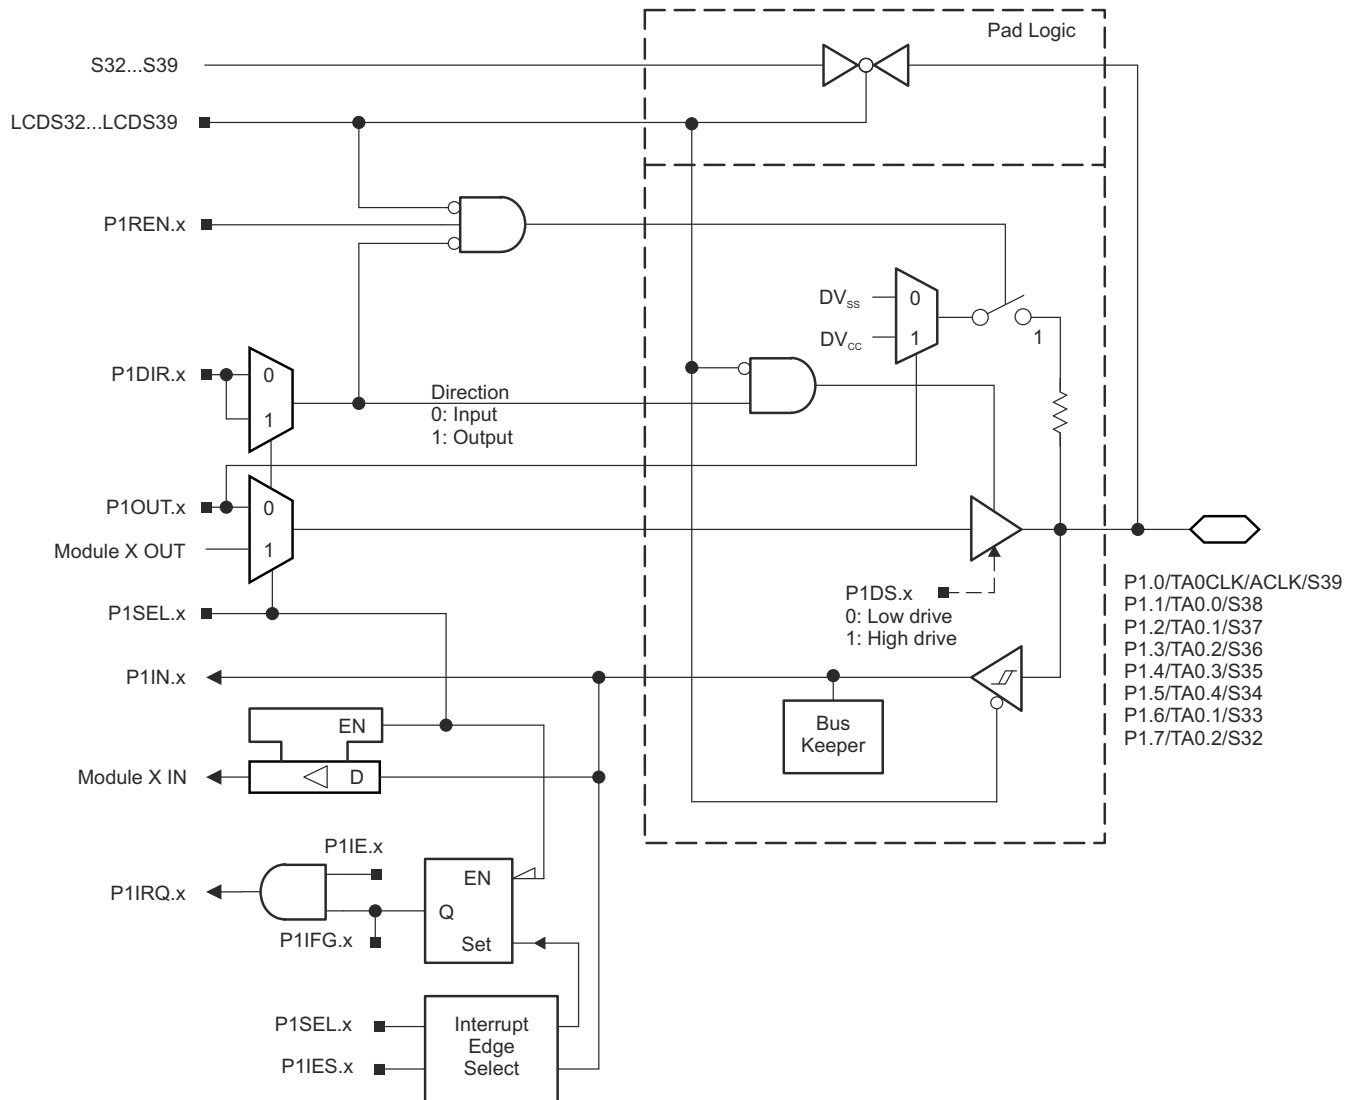 Pad Logic
S32...S39
LCDS32...LCDS39
P1REN.x
DVSS
0
DVCC
1
1
P1DIR.x
0
1
Direction
0: Input
1: Output
P1OUT.x
0
Module X OUT
1
P1SEL.x
P1DS.x
0: Low drive
1: High drive
P1.0/TA0CLK/ACLK/S39
P1.1/TA0.0/S38
P1.2/TA0.1/S37
P1.3/TA0.2/S36
P1.4/TA0.3/S35
P1.5/TA0.4/S34
P1.6/TA0.1/S33
P1.7/TA0.2/S32
P1IN.x
Bus
Keeper
EN
Module X IN
D
P1IE.x
P1IRQ.x
P1IFG.x
EN
Q
Set
P1SEL.x
P1IES.x
Interrupt
Edge
Select